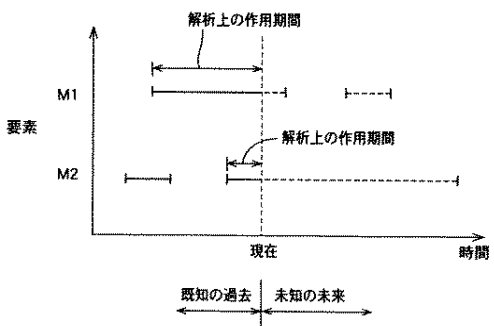 解析上の作用期間
M1
要素
解析上の作用期間
M2
現在
時間
既知の過去
未知の未来